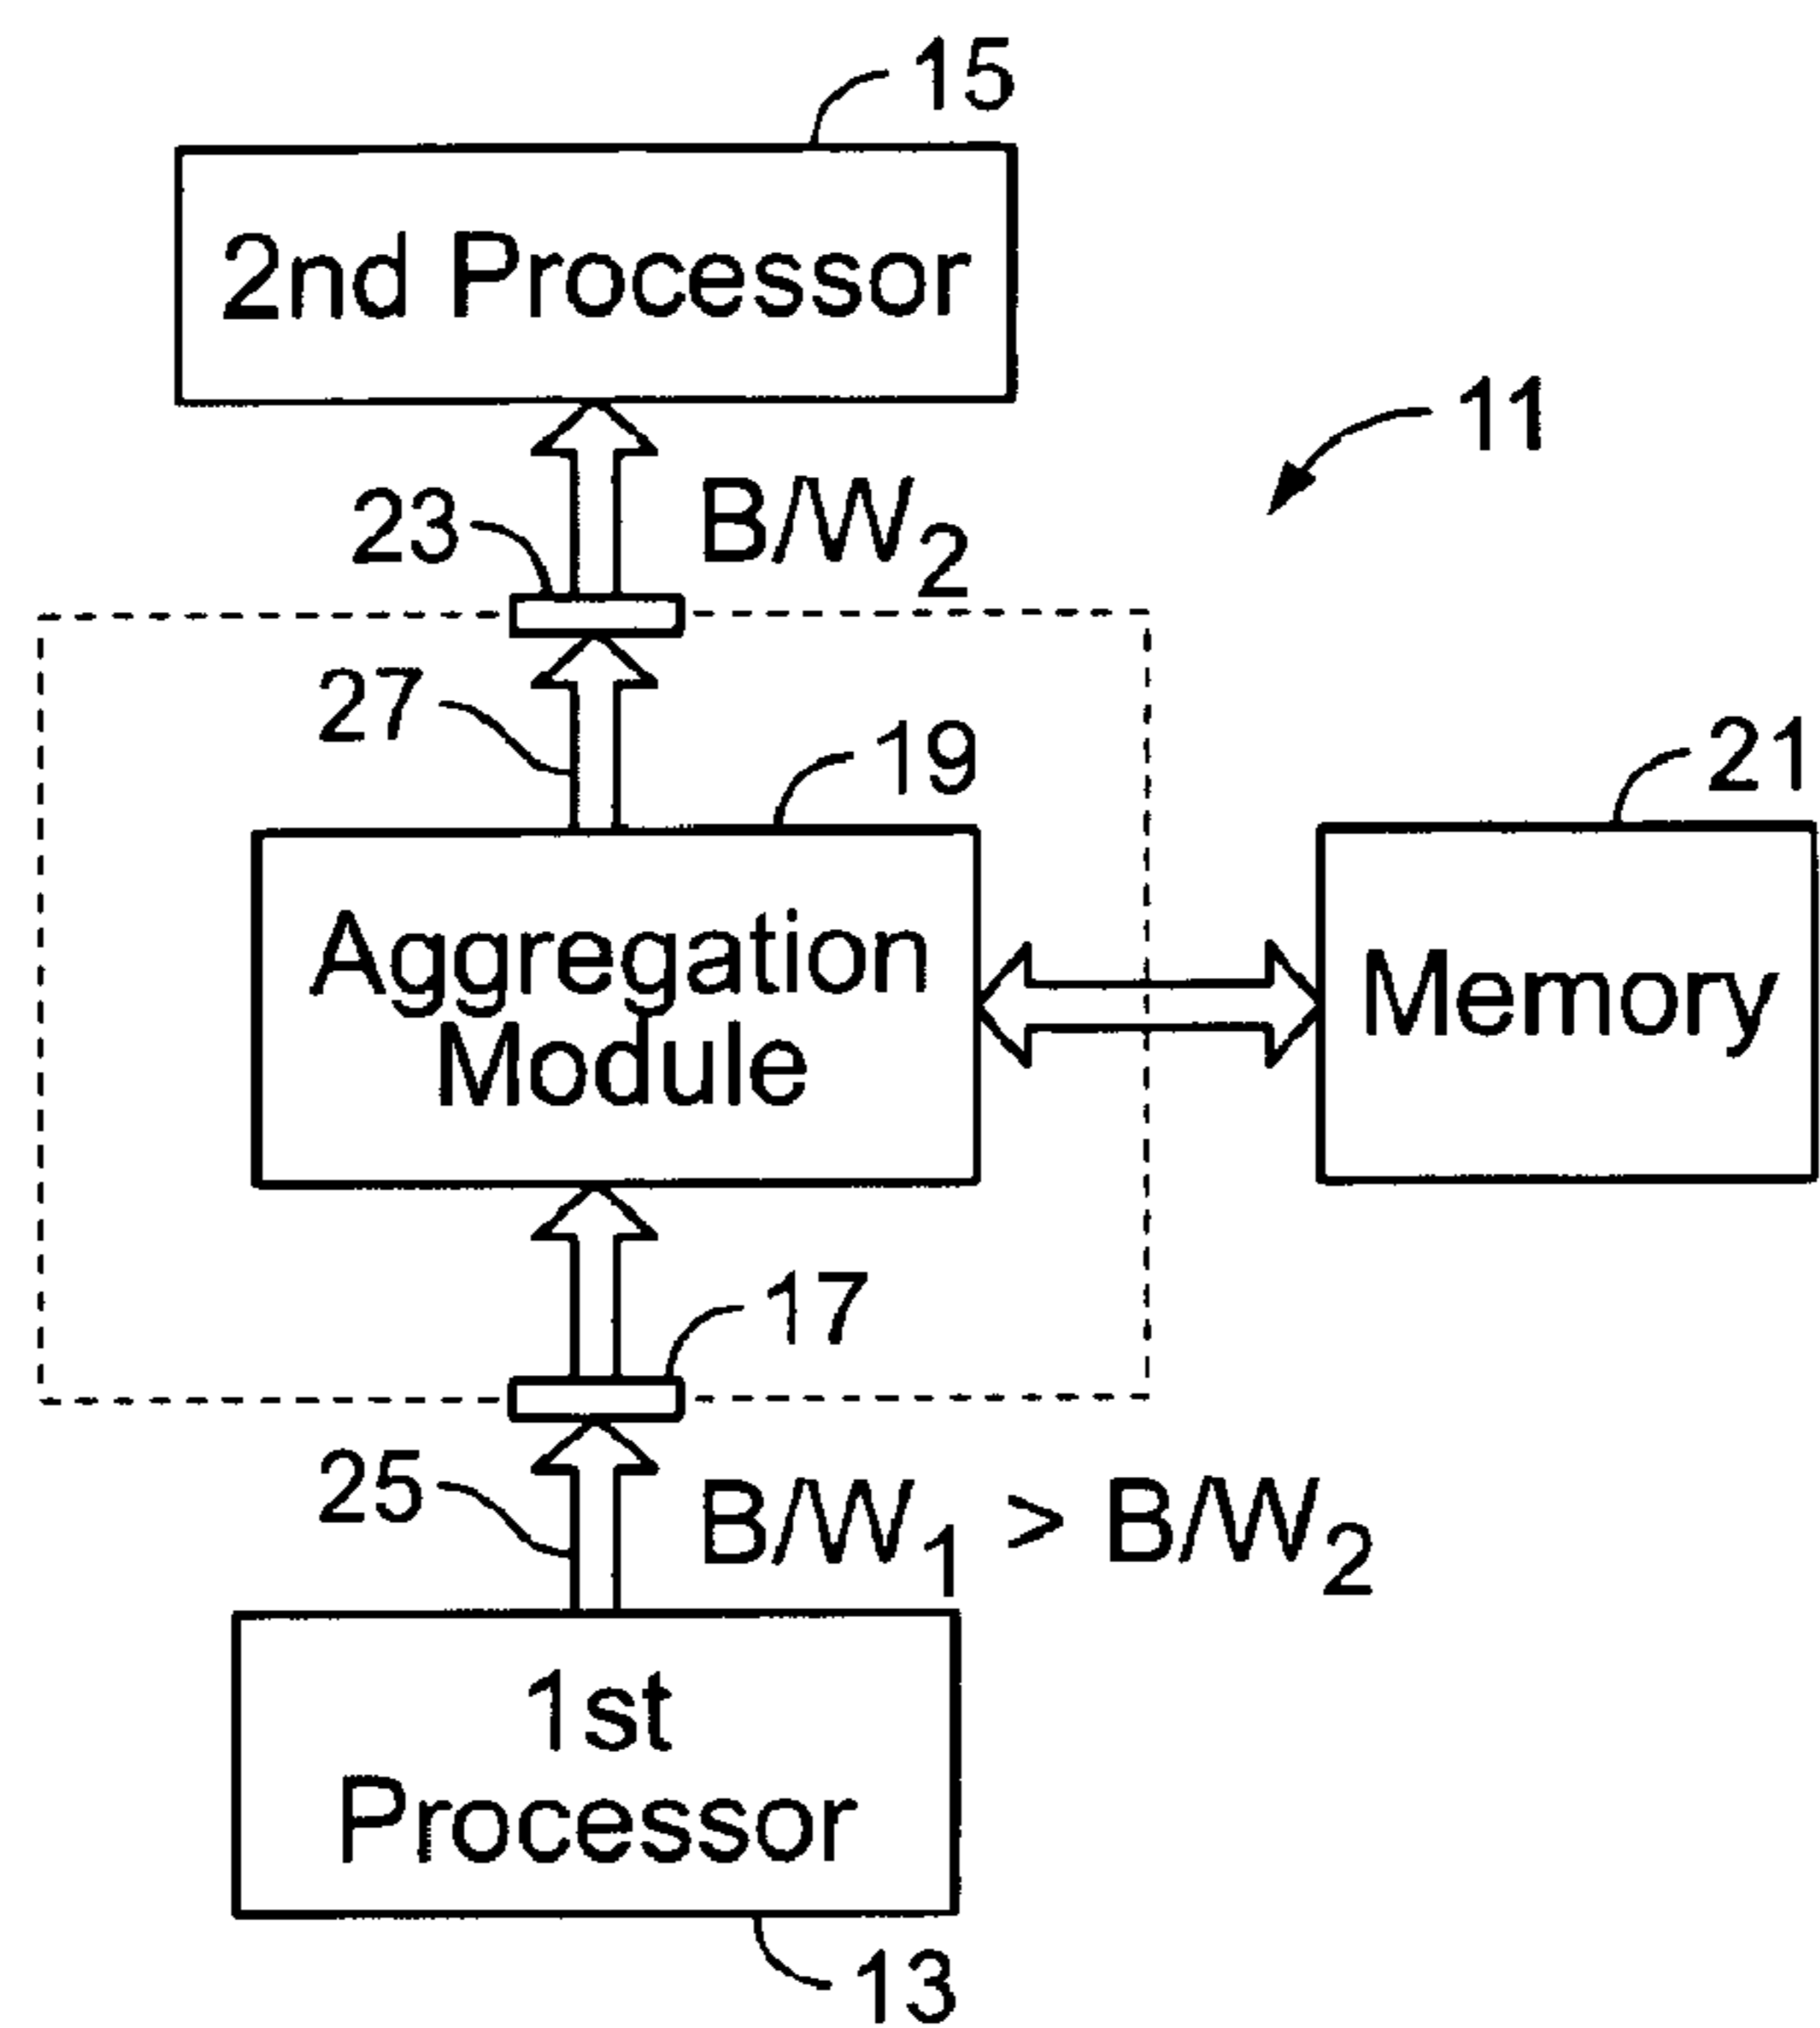 15
2nd Processor
11
23
B/W2
27
19
21
Aggregation
Module
Memory
17
25
B/W1 > B/W2
1st
Processor
13